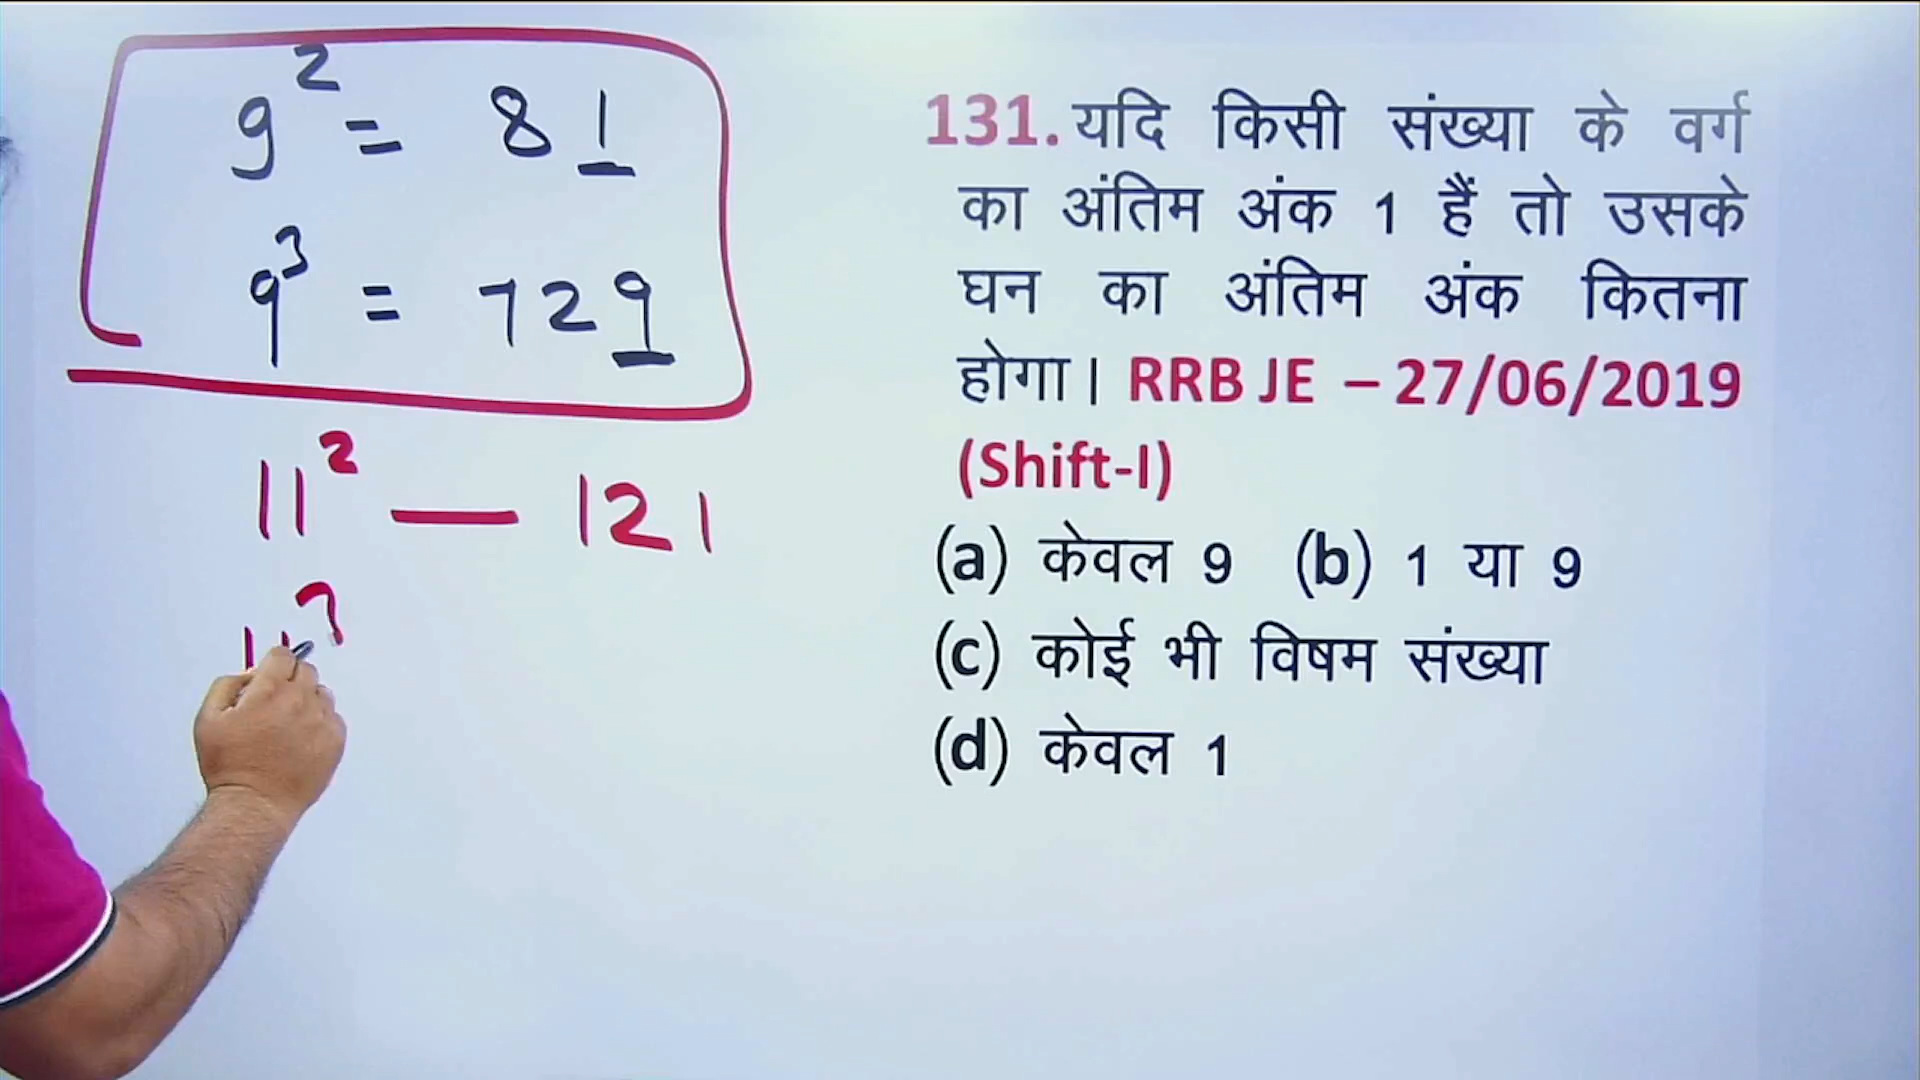 9² = 81
9³ = 729
11² — 121
11³
131. यदि किसी संख्या के वर्ग
का अंतिम अंक 1 हैं तो उसके
घन का अंतिम अंक कितना
होगा। RRB JE – 27/06/2019
(Shift-I)
(a) केवल 9 (b) 1 या 9
(c) कोई भी विषम संख्या
(d) केवल 1